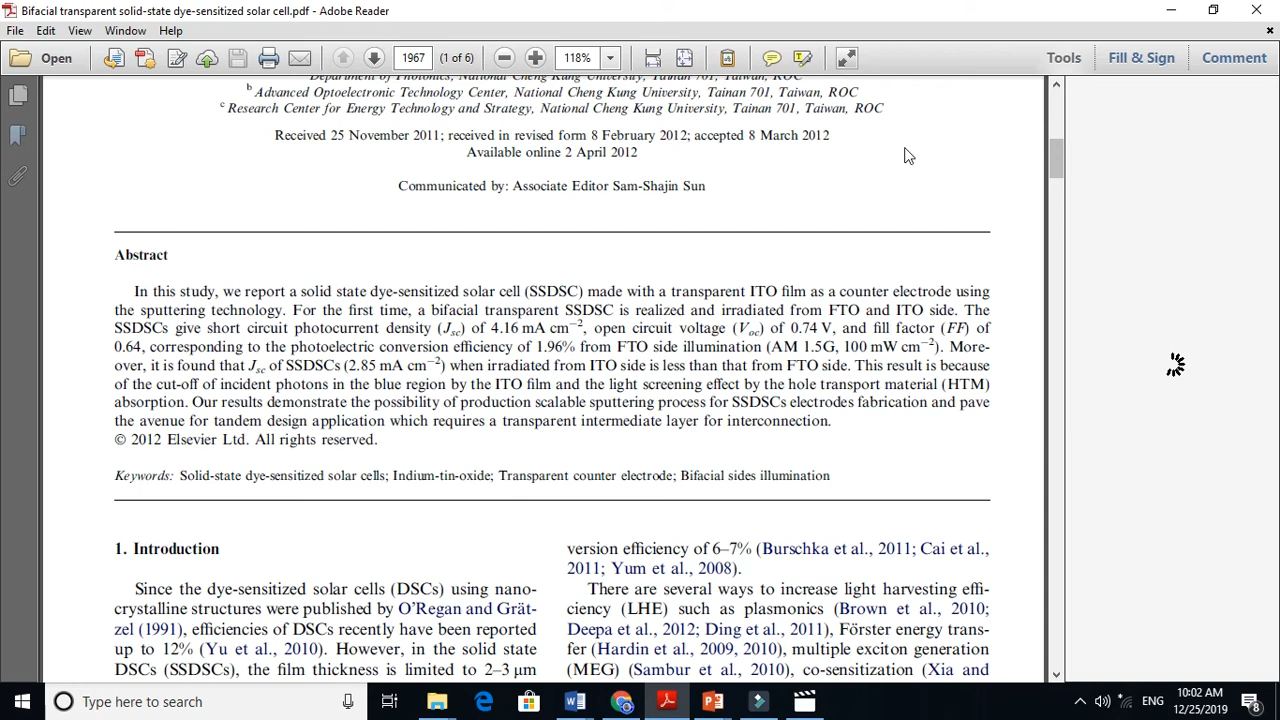 Bifacial transparent solid-state dye-sensitized solar cell.pdf - Adobe Reader
File Edit View Window Help
Open 1967 (1 of 6) 118% Tools Fill & Sign Comment
Department of Photonics, National Cheng Kung University, Tainan 701, Taiwan, ROC
b Advanced Optoelectronic Technology Center, National Cheng Kung University, Tainan 701, Taiwan, ROC
c Research Center for Energy Technology and Strategy, National Cheng Kung University, Tainan 701, Taiwan, ROC
Received 25 November 2011; received in revised form 8 February 2012; accepted 8 March 2012
Available online 2 April 2012
Communicated by: Associate Editor Sam-Shajin Sun
Abstract
In this study, we report a solid state dye-sensitized solar cell (SSDSC) made with a transparent ITO film as a counter electrode using
the sputtering technology. For the first time, a bifacial transparent SSDSC is realized and irradiated from FTO and ITO side. The
SSDSCs give short circuit photocurrent density (Jsc) of 4.16 mA cm−2, open circuit voltage (Voc) of 0.74 V, and fill factor (FF) of
0.64, corresponding to the photoelectric conversion efficiency of 1.96% from FTO side illumination (AM 1.5G, 100 mW cm−2). More-
over, it is found that Jsc of SSDSCs (2.85 mA cm−2) when irradiated from ITO side is less than that from FTO side. This result is because
of the cut-off of incident photons in the blue region by the ITO film and the light screening effect by the hole transport material (HTM)
absorption. Our results demonstrate the possibility of production scalable sputtering process for SSDSCs electrodes fabrication and pave
the avenue for tandem design application which requires a transparent intermediate layer for interconnection.
© 2012 Elsevier Ltd. All rights reserved.
Keywords: Solid-state dye-sensitized solar cells; Indium-tin-oxide; Transparent counter electrode; Bifacial sides illumination
1. Introduction
Since the dye-sensitized solar cells (DSCs) using nano-
crystalline structures were published by O'Regan and Grät-
zel (1991), efficiencies of DSCs recently have been reported
up to 12% (Yu et al., 2010). However, in the solid state
DSCs (SSDSCs), the film thickness is limited to 2–3 μm
version efficiency of 6–7% (Burschka et al., 2011; Cai et al.,
2011; Yum et al., 2008).
There are several ways to increase light harvesting effi-
ciency (LHE) such as plasmonics (Brown et al., 2010;
Deepa et al., 2012; Ding et al., 2011), Förster energy trans-
fer (Hardin et al., 2009, 2010), multiple exciton generation
(MEG) (Sambur et al., 2010), co-sensitization (Xia and
Type here to search
ENG
10:02 AM
12/25/2019
8